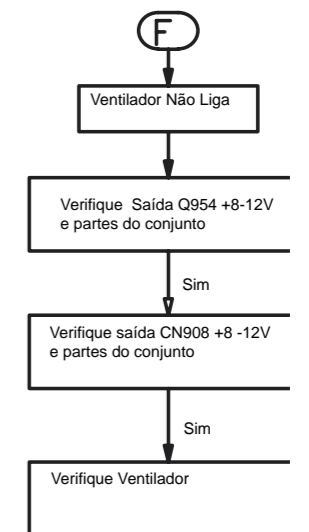 F
Ventilador Não Liga
Verifique Saída Q954 +8-12V
e partes do conjunto
Sim
Verifique saída CN908 +8 -12V
e partes do conjunto
Sim
Verifique Ventilador